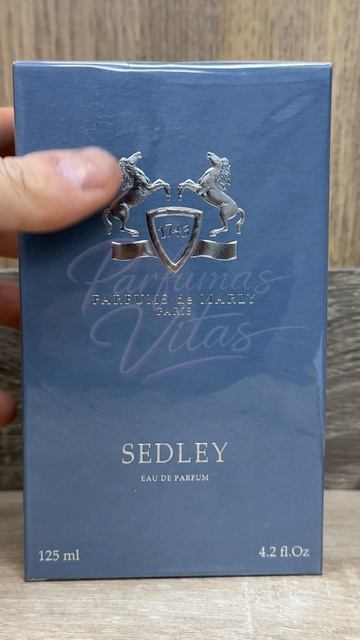 1743
Parfumas
PARFUMS de MARLY
PARIS
Vitas
SEDLEY
EAU DE PARFUM
125 ml
4.2 fl.Oz